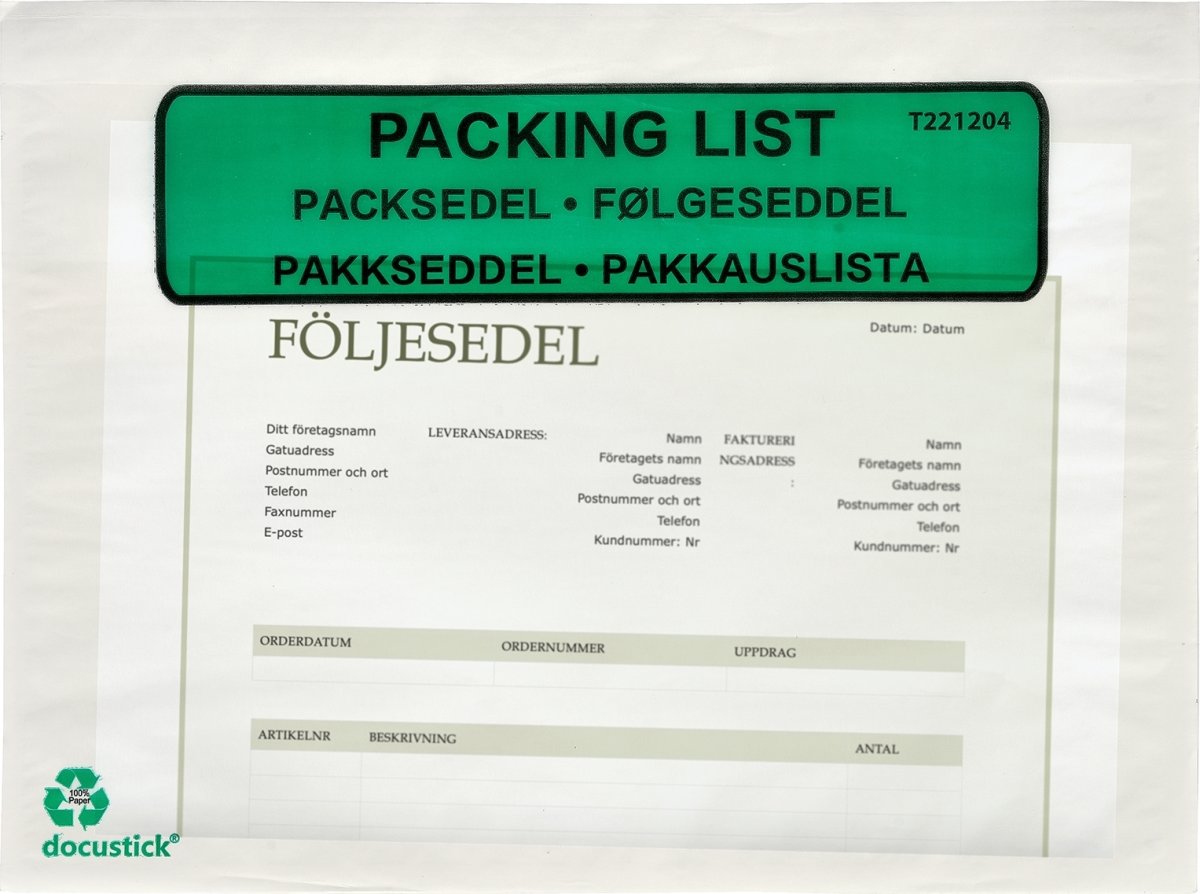 PACKING LIST
T221204
PACKSEDEL • FØLGESEDDEL
PAKKSEDDEL • PAKKAUSLISTA
FÖLJESEDEL
Datum: Datum
Ditt företagsnamn
Gatuadress
Postnummer och ort
Telefon
Faxnummer
E-post
LEVERANSADRESS:
Namn
Företagets namn
Gatuadress
Postnummer och ort
Telefon
Kundnummer: Nr
FAKTURERI
NGSADRESS
:
Namn
Företagets namn
Gatuadress
Postnummer och ort
Telefon
Kundnummer: Nr
ORDERDATUM ORDERNUMMER UPPDRAG
ARTIKELNR BESKRIVNING ANTAL
100%
Paper
docustick®